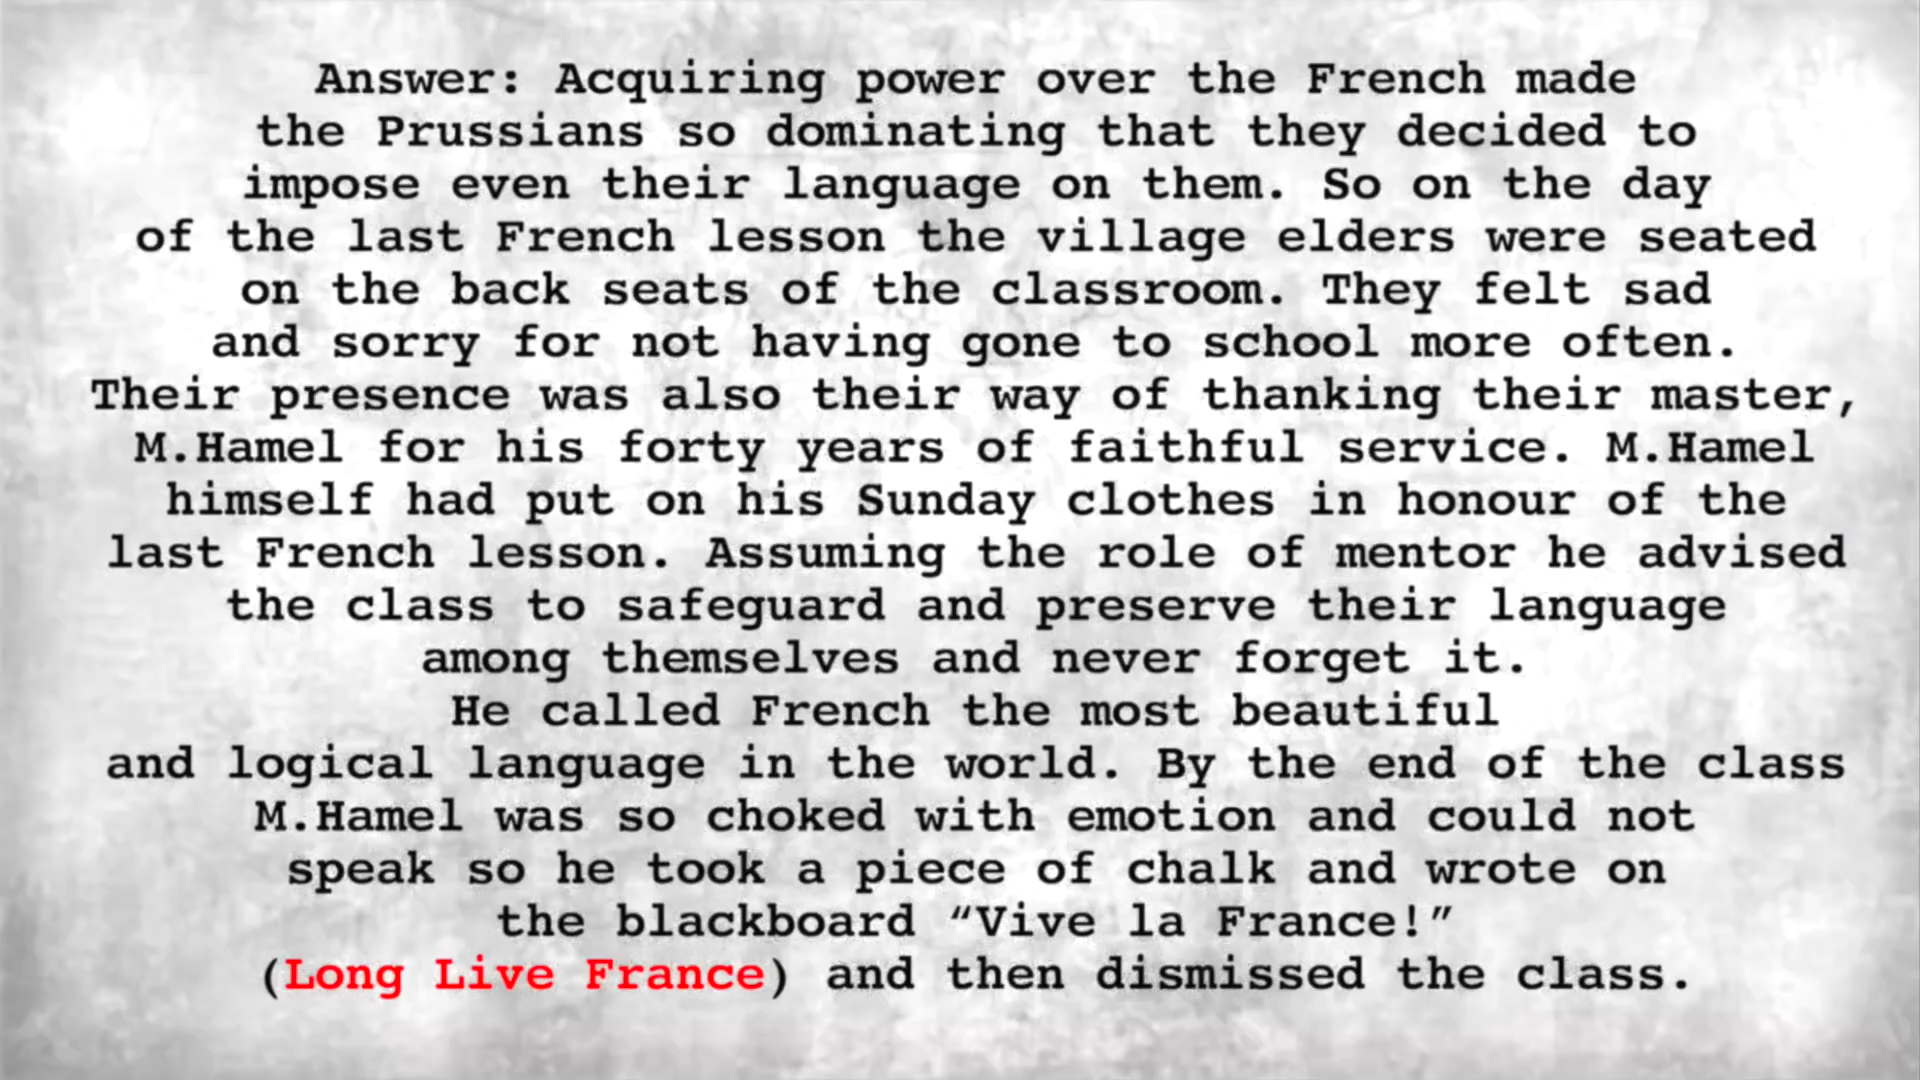 Answer: Acquiring power over the French made
the Prussians so dominating that they decided to
impose even their language on them. So on the day
of the last French lesson the village elders were seated
on the back seats of the classroom. They felt sad
and sorry for not having gone to school more often.
Their presence was also their way of thanking their master,
M.Hamel for his forty years of faithful service. M.Hamel
himself had put on his Sunday clothes in honour of the
last French lesson. Assuming the role of mentor he advised
the class to safeguard and preserve their language
among themselves and never forget it.
He called French the most beautiful
and logical language in the world. By the end of the class
M.Hamel was so choked with emotion and could not
speak so he took a piece of chalk and wrote on
the blackboard “Vive la France!”
(Long Live France) and then dismissed the class.